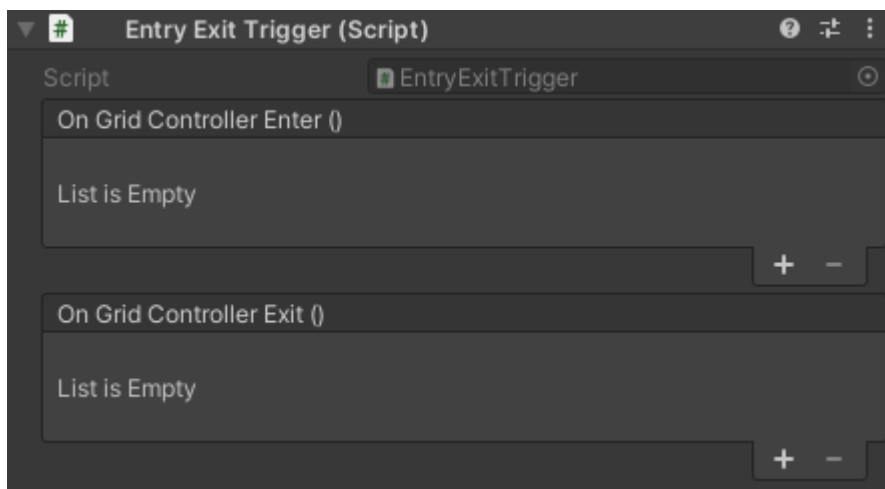 Entry Exit Trigger (Script)
Script EntryExitTrigger
On Grid Controller Enter ()
List is Empty
+ −
On Grid Controller Exit ()
List is Empty
+ −